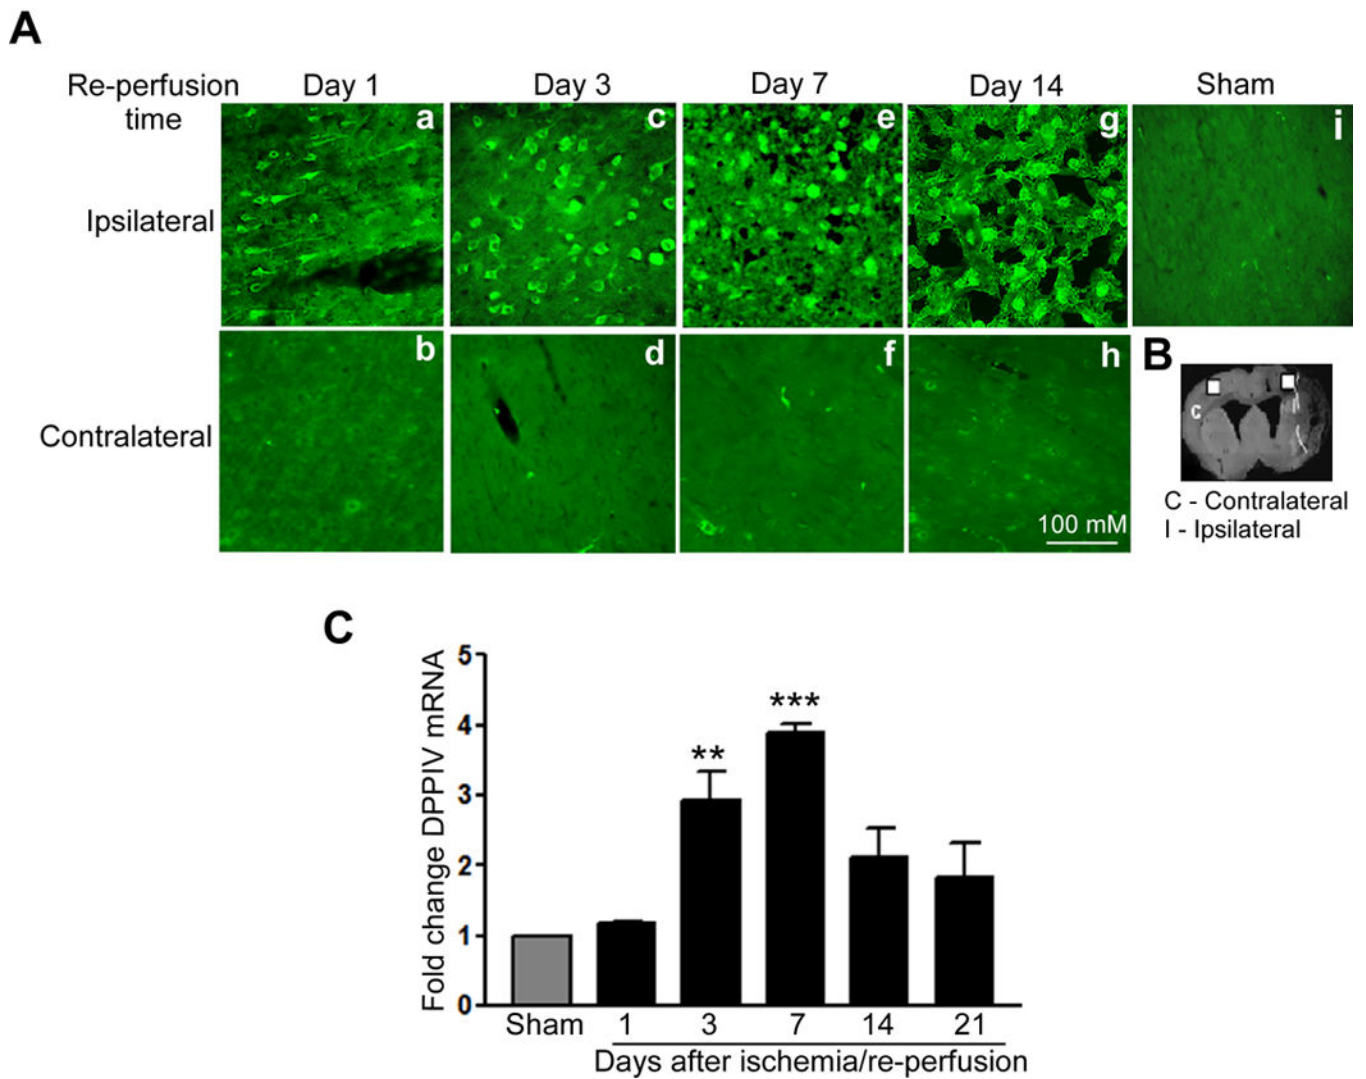 A
Re-perfusion time
Day 1
Day 3
Day 7
Day 14
Sham
Ipsilateral
a
c
e
g
i
Contralateral
b
d
f
h
100 mM
B
C
C - Contralateral
I - Ipsilateral
C
Fold change DPPIV mRNA
5
4
3
2
1
0
**
***
Sham
1
3
7
14
21
Days after ischemia/re-perfusion